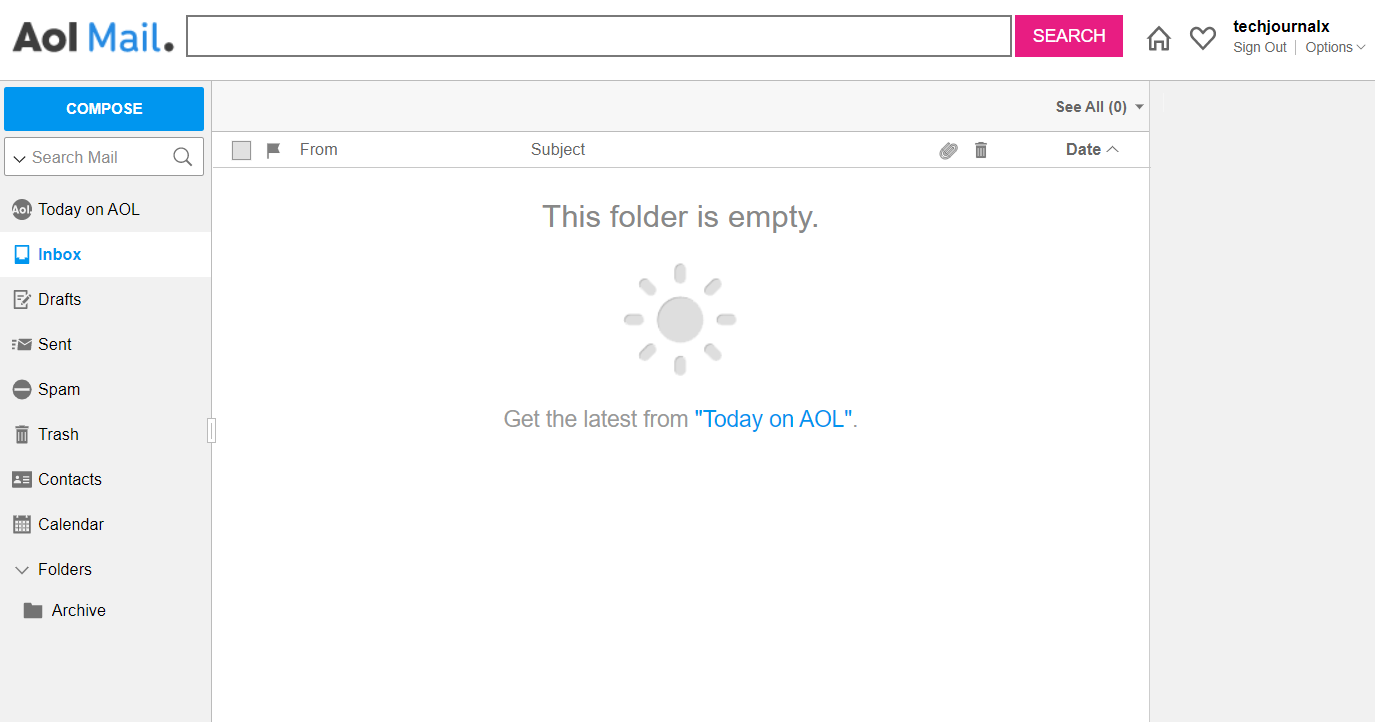 Aol Mail.
SEARCH
techjournalx
Sign Out
Options
COMPOSE
See All (0)
Search Mail
From
Subject
Date
Aol.
Today on AOL
Inbox
Drafts
Sent
Spam
Trash
Contacts
Calendar
Folders
Archive
This folder is empty.
Get the latest from "Today on AOL".